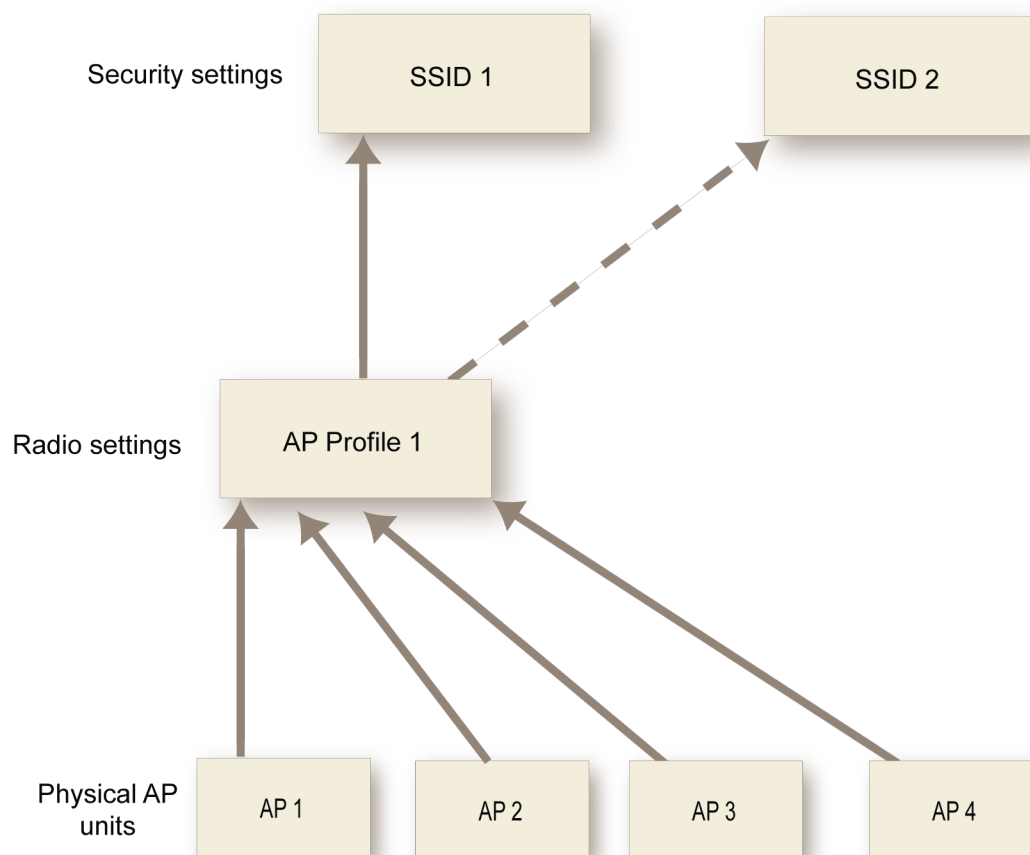 Security settings
SSID 1
SSID 2
Radio settings
AP Profile 1
Physical AP
units
AP 1
AP 2
AP 3
AP 4